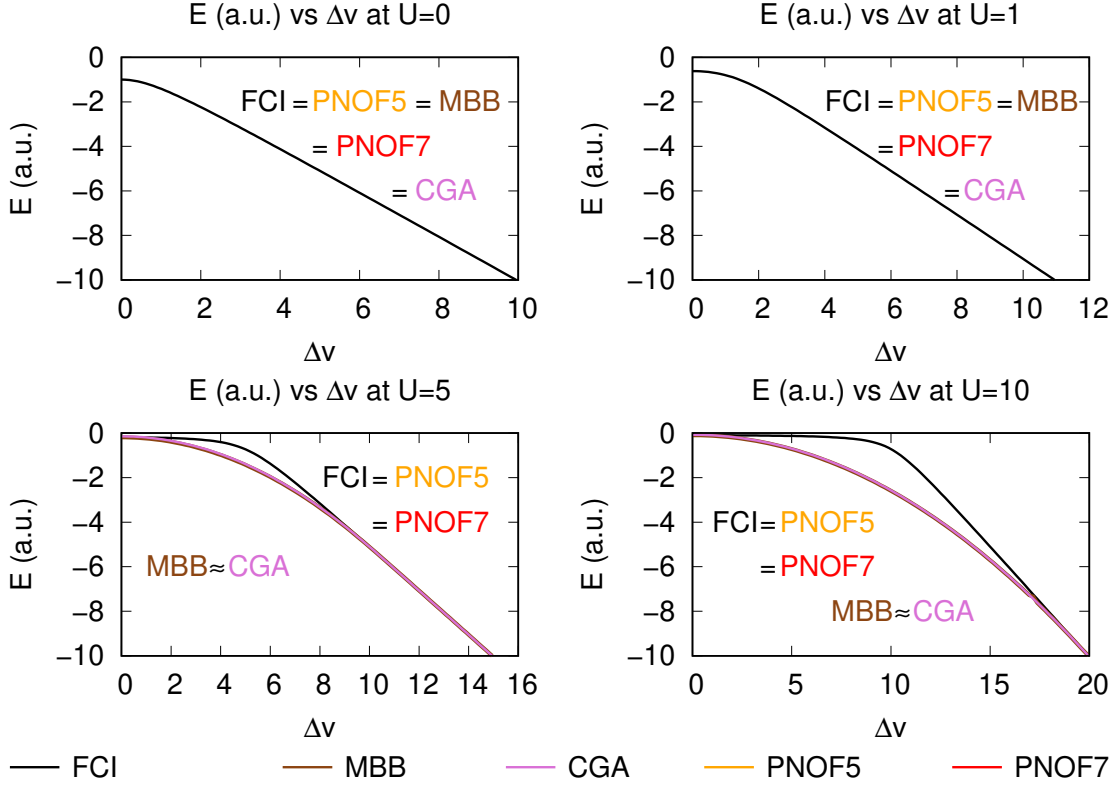 E (a.u.) vs Δv at U=0
E (a.u.)
0
−2
−4
−6
−8
−10
FCI = PNOF5 = MBB
= PNOF7
= CGA
0 2 4 6 8 10
Δv
E (a.u.) vs Δv at U=1
E (a.u.)
0
−2
−4
−6
−8
−10
FCI = PNOF5 = MBB
= PNOF7
= CGA
0 2 4 6 8 10 12
Δv
E (a.u.) vs Δv at U=5
E (a.u.)
0
−2
−4
−6
−8
−10
FCI = PNOF5
= PNOF7
MBB≈CGA
0 2 4 6 8 10 12 14 16
Δv
E (a.u.) vs Δv at U=10
E (a.u.)
0
−2
−4
−6
−8
−10
FCI = PNOF5
= PNOF7
MBB≈CGA
0 5 10 15 20
Δv
FCI MBB CGA PNOF5 PNOF7